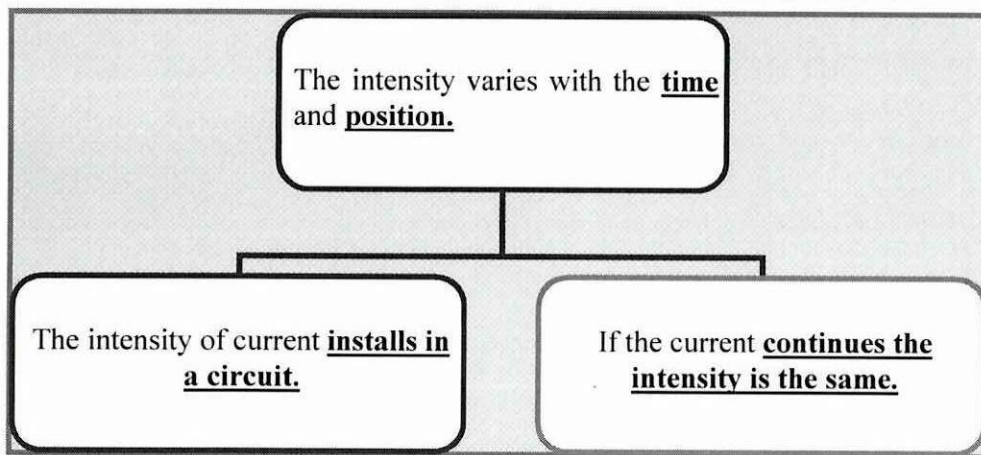 The intensity varies with the time
and position.
The intensity of current installs in
a circuit.
If the current continues the
intensity is the same.